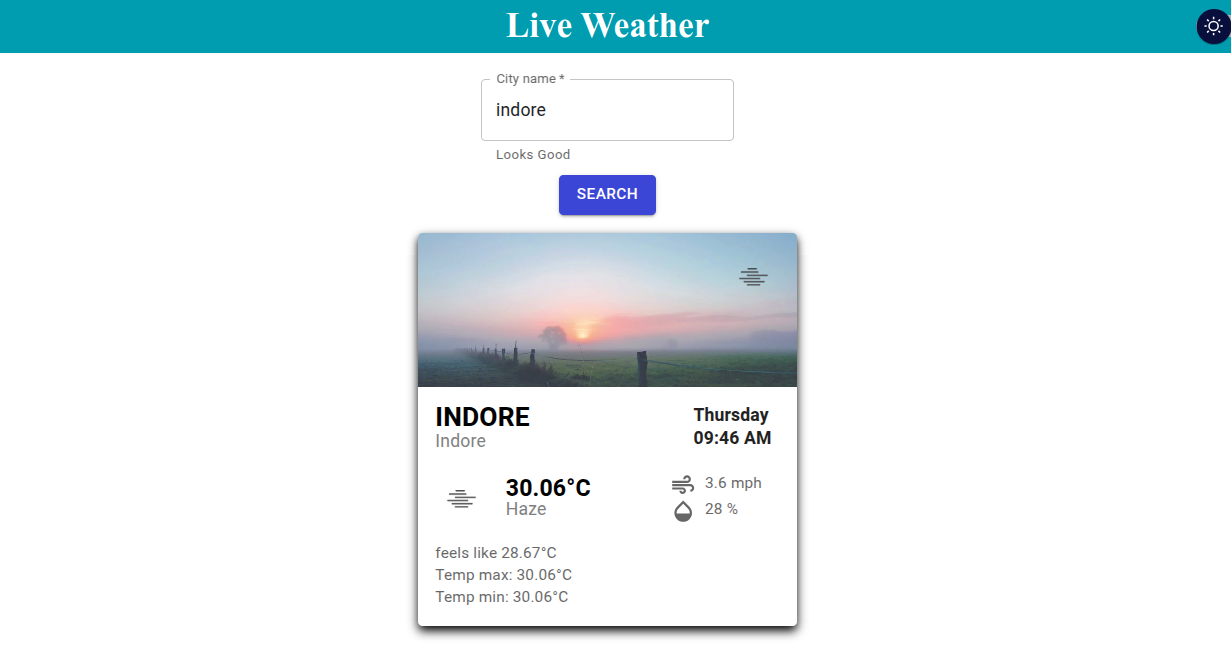 Live Weather
City name *
indore
Looks Good
SEARCH
INDORE
Indore
Thursday
09:46 AM
30.06°C
Haze
3.6 mph
28 %
feels like 28.67°C
Temp max: 30.06°C
Temp min: 30.06°C